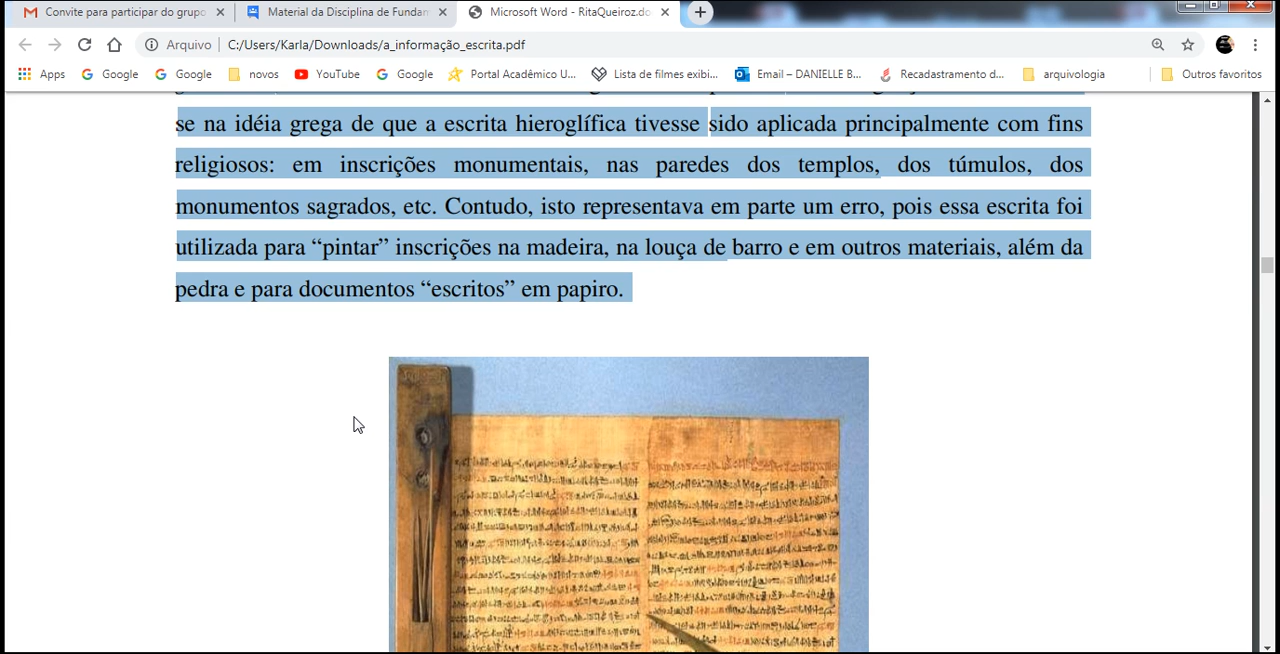 Convite para participar do grupo
Material da Disciplina de Fundam
Microsoft Word - RitaQueiroz.do
Arquivo
C:/Users/Karla/Downloads/a_informação_escrita.pdf
Apps
Google
Google
novos
YouTube
Google
Portal Acadêmico U...
Lista de filmes exibi...
Email – DANIELLE B...
Recadastramento d...
arquivologia
Outros favoritos
se na idéia grega de que a escrita hieroglífica tivesse sido aplicada principalmente com fins
religiosos: em inscrições monumentais, nas paredes dos templos, dos túmulos, dos
monumentos sagrados, etc. Contudo, isto representava em parte um erro, pois essa escrita foi
utilizada para “pintar” inscrições na madeira, na louça de barro e em outros materiais, além da
pedra e para documentos “escritos” em papiro.